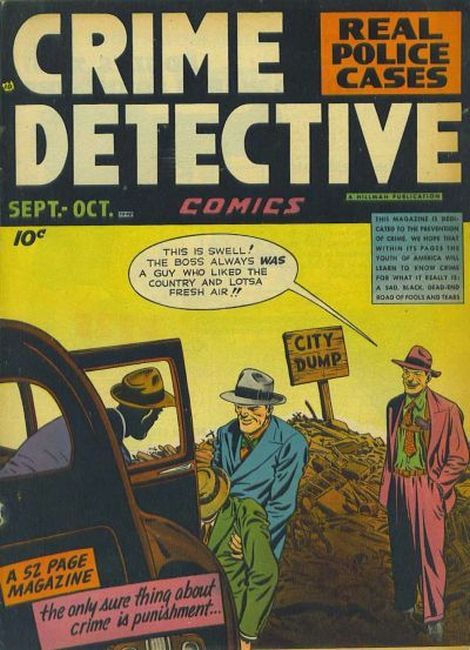 CRIME
DETECTIVE
REAL
POLICE
CASES
SEPT.- OCT.
COMICS
A HILLMAN PUBLICATION
10¢
THIS MAGAZINE IS DEDI-
CATED TO THE PREVENTION
OF CRIME. WE HOPE THAT
WITHIN ITS PAGES THE
YOUTH OF AMERICA WILL
LEARN TO KNOW CRIME
FOR WHAT IT REALLY IS:
A SAD, BLACK, DEAD-END
ROAD OF FOOLS AND TEARS
THIS IS SWELL!
THE BOSS ALWAYS WAS
A GUY WHO LIKED THE
COUNTRY AND LOTSA
FRESH AIR!!
CITY
DUMP
A 52 PAGE
MAGAZINE
the only sure thing about
crime is punishment...